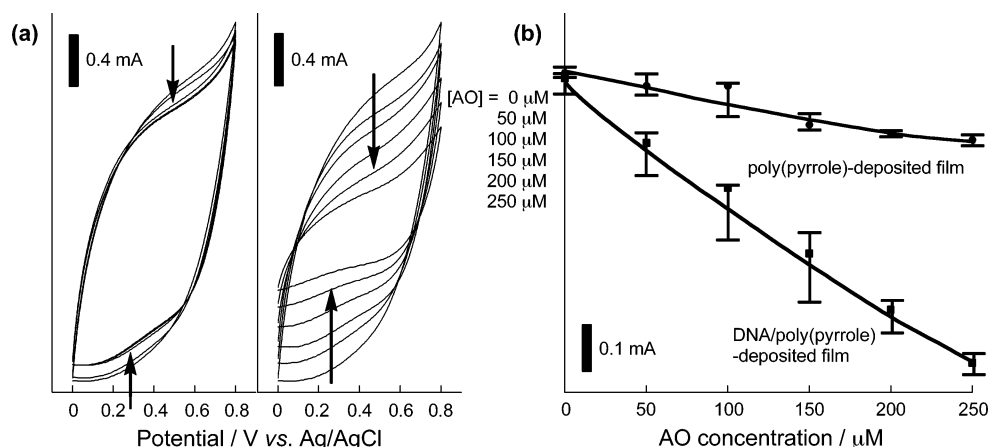 (a)
0.4 mA
0.4 mA
[AO] = 0 μM
50 μM
100 μM
150 μM
200 μM
250 μM
0 0.2 0.4 0.6 0.8
0 0.2 0.4 0.6 0.8
Potential / V vs. Ag/AgCl
(b)
poly(pyrrole)-deposited film
DNA/poly(pyrrole)
-deposited film
0.1 mA
0 50 100 150 200 250
AO concentration / μM